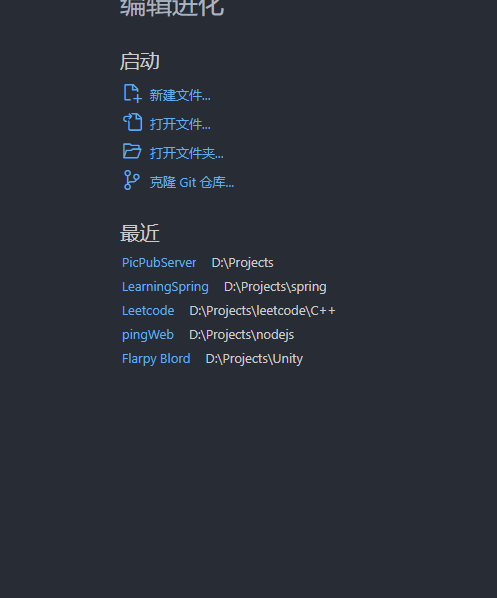 编辑进化
启动
新建文件...
打开文件...
打开文件夹...
克隆 Git 仓库...
最近
PicPubServer D:\Projects
LearningSpring D:\Projects\spring
Leetcode D:\Projects\leetcode\C++
pingWeb D:\Projects\nodejs
Flarpy Blord D:\Projects\Unity